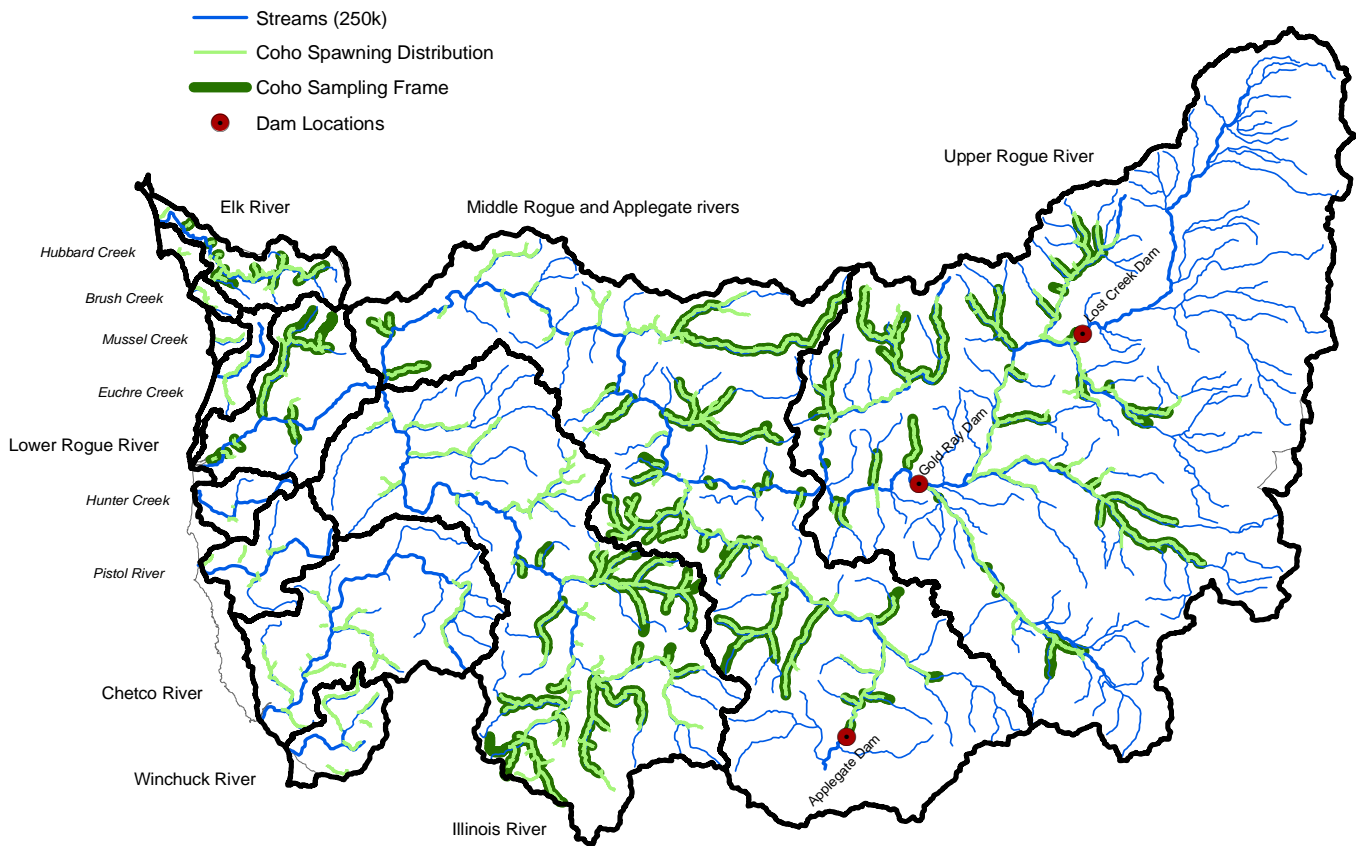 Streams (250k)
Coho Spawning Distribution
Coho Sampling Frame
Dam Locations
Upper Rogue River
Elk River
Middle Rogue and Applegate rivers
Hubbard Creek
Lost Creek Dam
Brush Creek
Mussel Creek
Euchre Creek
Gold Ray Dam
Lower Rogue River
Hunter Creek
Pistol River
Chetco River
Applegate Dam
Winchuck River
Illinois River